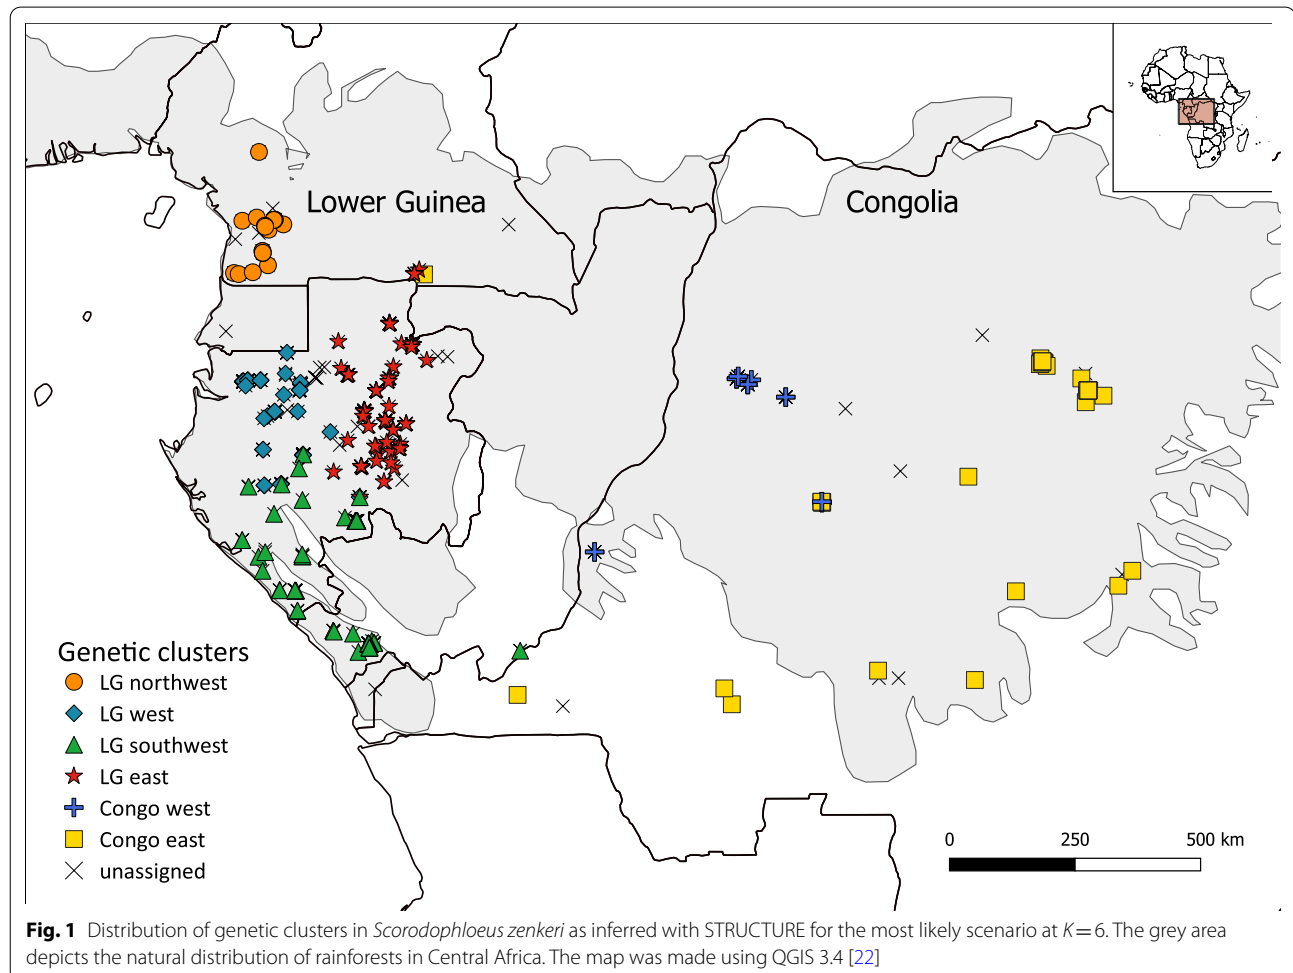 Lower Guinea
Congolia
Genetic clusters
LG northwest
LG west
LG southwest
LG east
Congo west
Congo east
unassigned
0 250 500 km
Fig. 1 Distribution of genetic clusters in Scorodophloeus zenkeri as inferred with STRUCTURE for the most likely scenario at K = 6. The grey area
depicts the natural distribution of rainforests in Central Africa. The map was made using QGIS 3.4 [22]